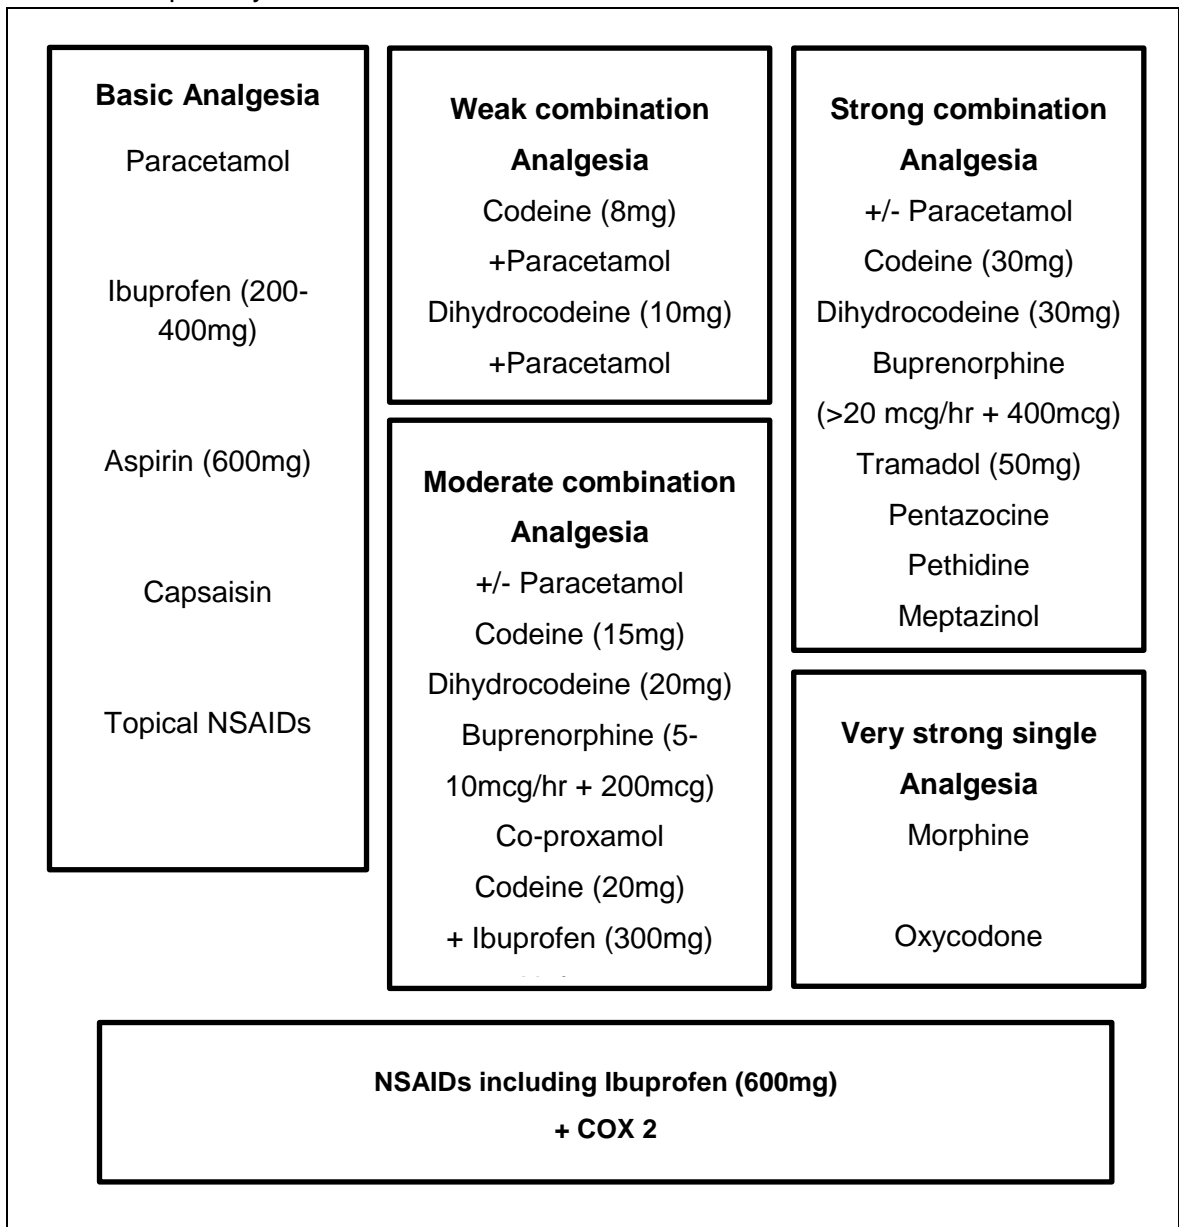 Basic Analgesia
Paracetamol
Ibuprofen (200-
400mg)
Aspirin (600mg)
Capsaisin
Topical NSAIDs
Weak combination
Analgesia
Codeine (8mg)
+Paracetamol
Dihydrocodeine (10mg)
+Paracetamol
Moderate combination
Analgesia
+/- Paracetamol
Codeine (15mg)
Dihydrocodeine (20mg)
Buprenorphine (5-
10mcg/hr + 200mcg)
Co-proxamol
Codeine (20mg)
+ Ibuprofen (300mg)
Strong combination
Analgesia
+/- Paracetamol
Codeine (30mg)
Dihydrocodeine (30mg)
Buprenorphine
(>20 mcg/hr + 400mcg)
Tramadol (50mg)
Pentazocine
Pethidine
Meptazinol
Very strong single
Analgesia
Morphine
Oxycodone
NSAIDs including Ibuprofen (600mg)
+ COX 2